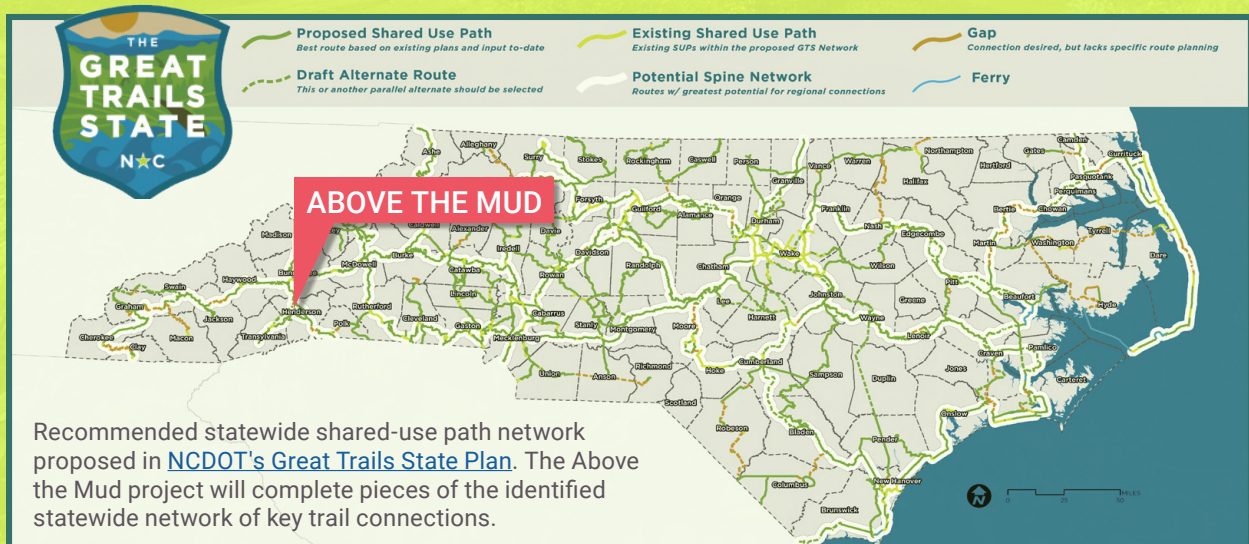 THE
GREAT
TRAILS
STATE
N★C
Proposed Shared Use Path
Best route based on existing plans and input to-date
Existing Shared Use Path
Existing SUPs within the proposed GTS Network
Gap
Connection desired, but lacks specific route planning
Draft Alternate Route
This or another parallel alternate should be selected
Potential Spine Network
Routes w/ greatest potential for regional connections
Ferry
ABOVE THE MUD
Ashe
Alleghany
Surry
Stokes
Rockingham
Caswell
Person
Granville
Vance
Warren
Northampton
Halifax
Hertford
Gates
Camden
Currituck
Pasquotank
Perquimans
Chowan
Bertie
Forsyth
Guilford
Alamance
Orange
Durham
Franklin
Nash
Edgecombe
Martin
Washington
Tyrrell
Dare
Madison
Caldwell
Alexander
Iredell
Davie
Davidson
Randolph
Chatham
Wake
Wilson
Pitt
Beaufort
Hyde
Swain
Haywood
McDowell
Burke
Catawba
Rowan
Graham
Jackson
Henderson
Rutherford
Lincoln
Cabarrus
Lee
Johnston
Greene
Cherokee
Clay
Macon
Transylvania
Polk
Cleveland
Gaston
Mecklenburg
Stanly
Montgomery
Moore
Harnett
Wayne
Lenoir
Craven
Pamlico
Union
Anson
Richmond
Hoke
Cumberland
Sampson
Duplin
Jones
Carteret
Scotland
Robeson
Bladen
Pender
Onslow
Columbus
New Hanover
Brunswick
N
0 25 50 MILES
Recommended statewide shared-use path network
proposed in NCDOT's Great Trails State Plan. The Above
the Mud project will complete pieces of the identified
statewide network of key trail connections.